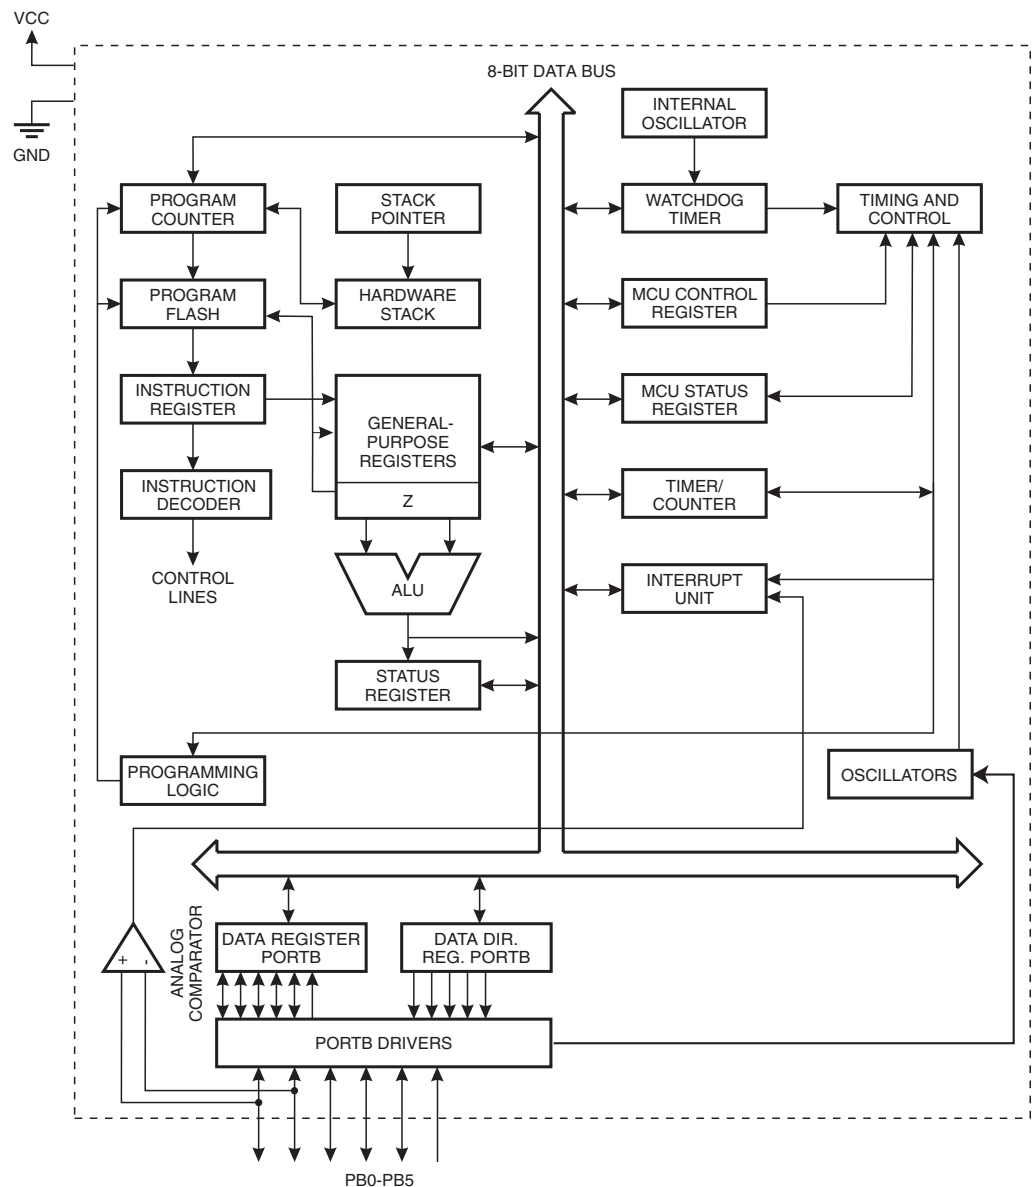 VCC
GND
8-BIT DATA BUS
INTERNAL
OSCILLATOR
PROGRAM
COUNTER
STACK
POINTER
WATCHDOG
TIMER
TIMING AND
CONTROL
PROGRAM
FLASH
HARDWARE
STACK
MCU CONTROL
REGISTER
INSTRUCTION
REGISTER
GENERAL-
PURPOSE
REGISTERS
Z
MCU STATUS
REGISTER
INSTRUCTION
DECODER
TIMER/
COUNTER
CONTROL
LINES
ALU
INTERRUPT
UNIT
STATUS
REGISTER
PROGRAMMING
LOGIC
OSCILLATORS
ANALOG
COMPARATOR
+ -
DATA REGISTER
PORTB
DATA DIR.
REG. PORTB
PORTB DRIVERS
PB0-PB5